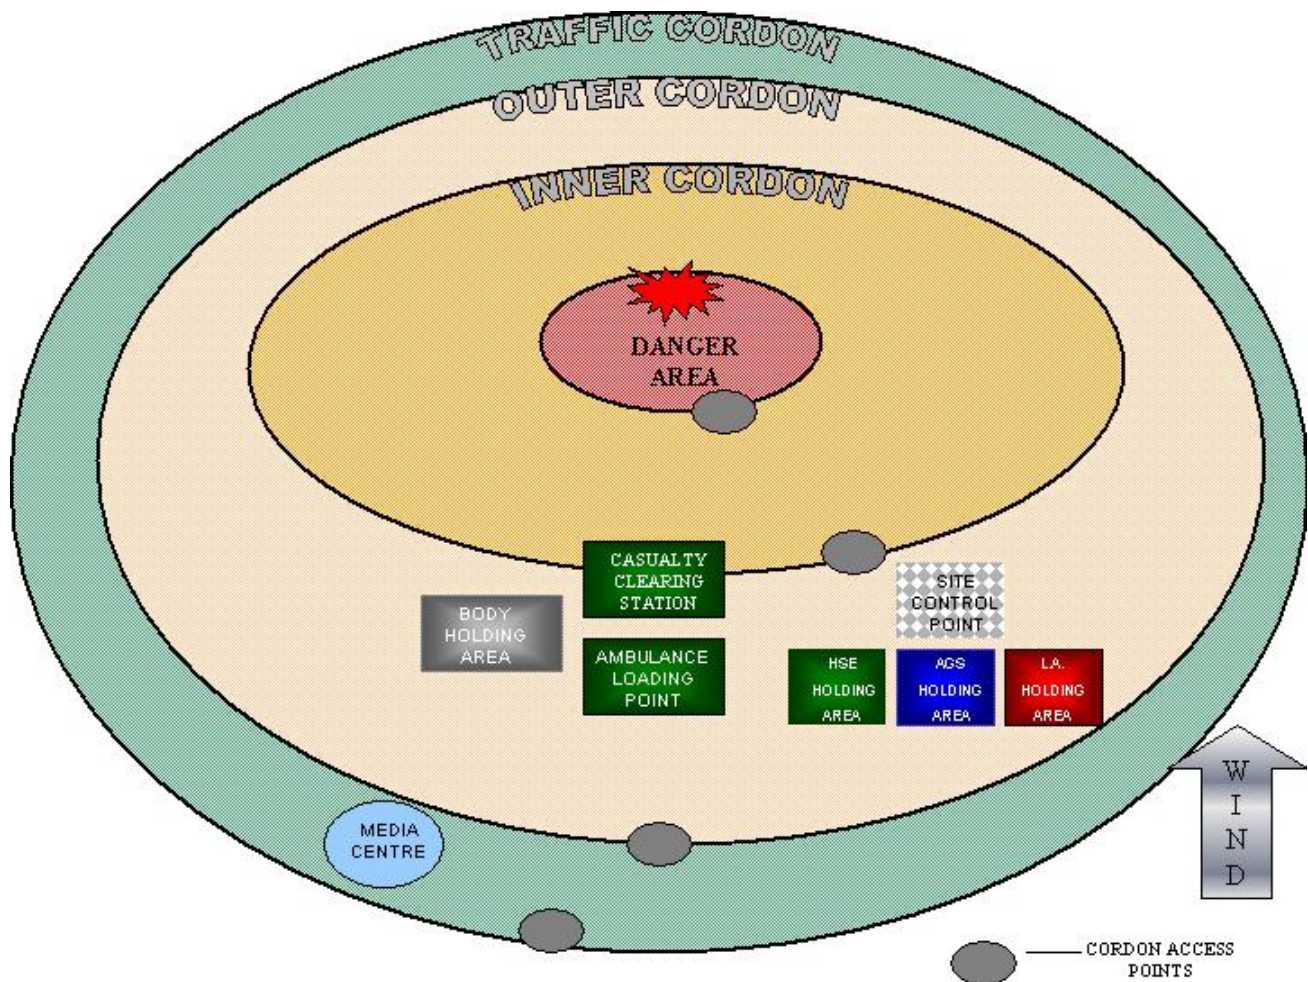 TRAFFIC CORDON
OUTER CORDON
INNER CORDON
DANGER
AREA
CASUALTY
CLEARING
STATION
SITE
CONTROL
POINT
BODY
HOLDING
AREA
AMBULANCE
LOADING
POINT
HSE
HOLDING
AREA
AGS
HOLDING
AREA
L.A.
HOLDING
AREA
WIND
MEDIA
CENTRE
CORDON ACCESS
POINTS